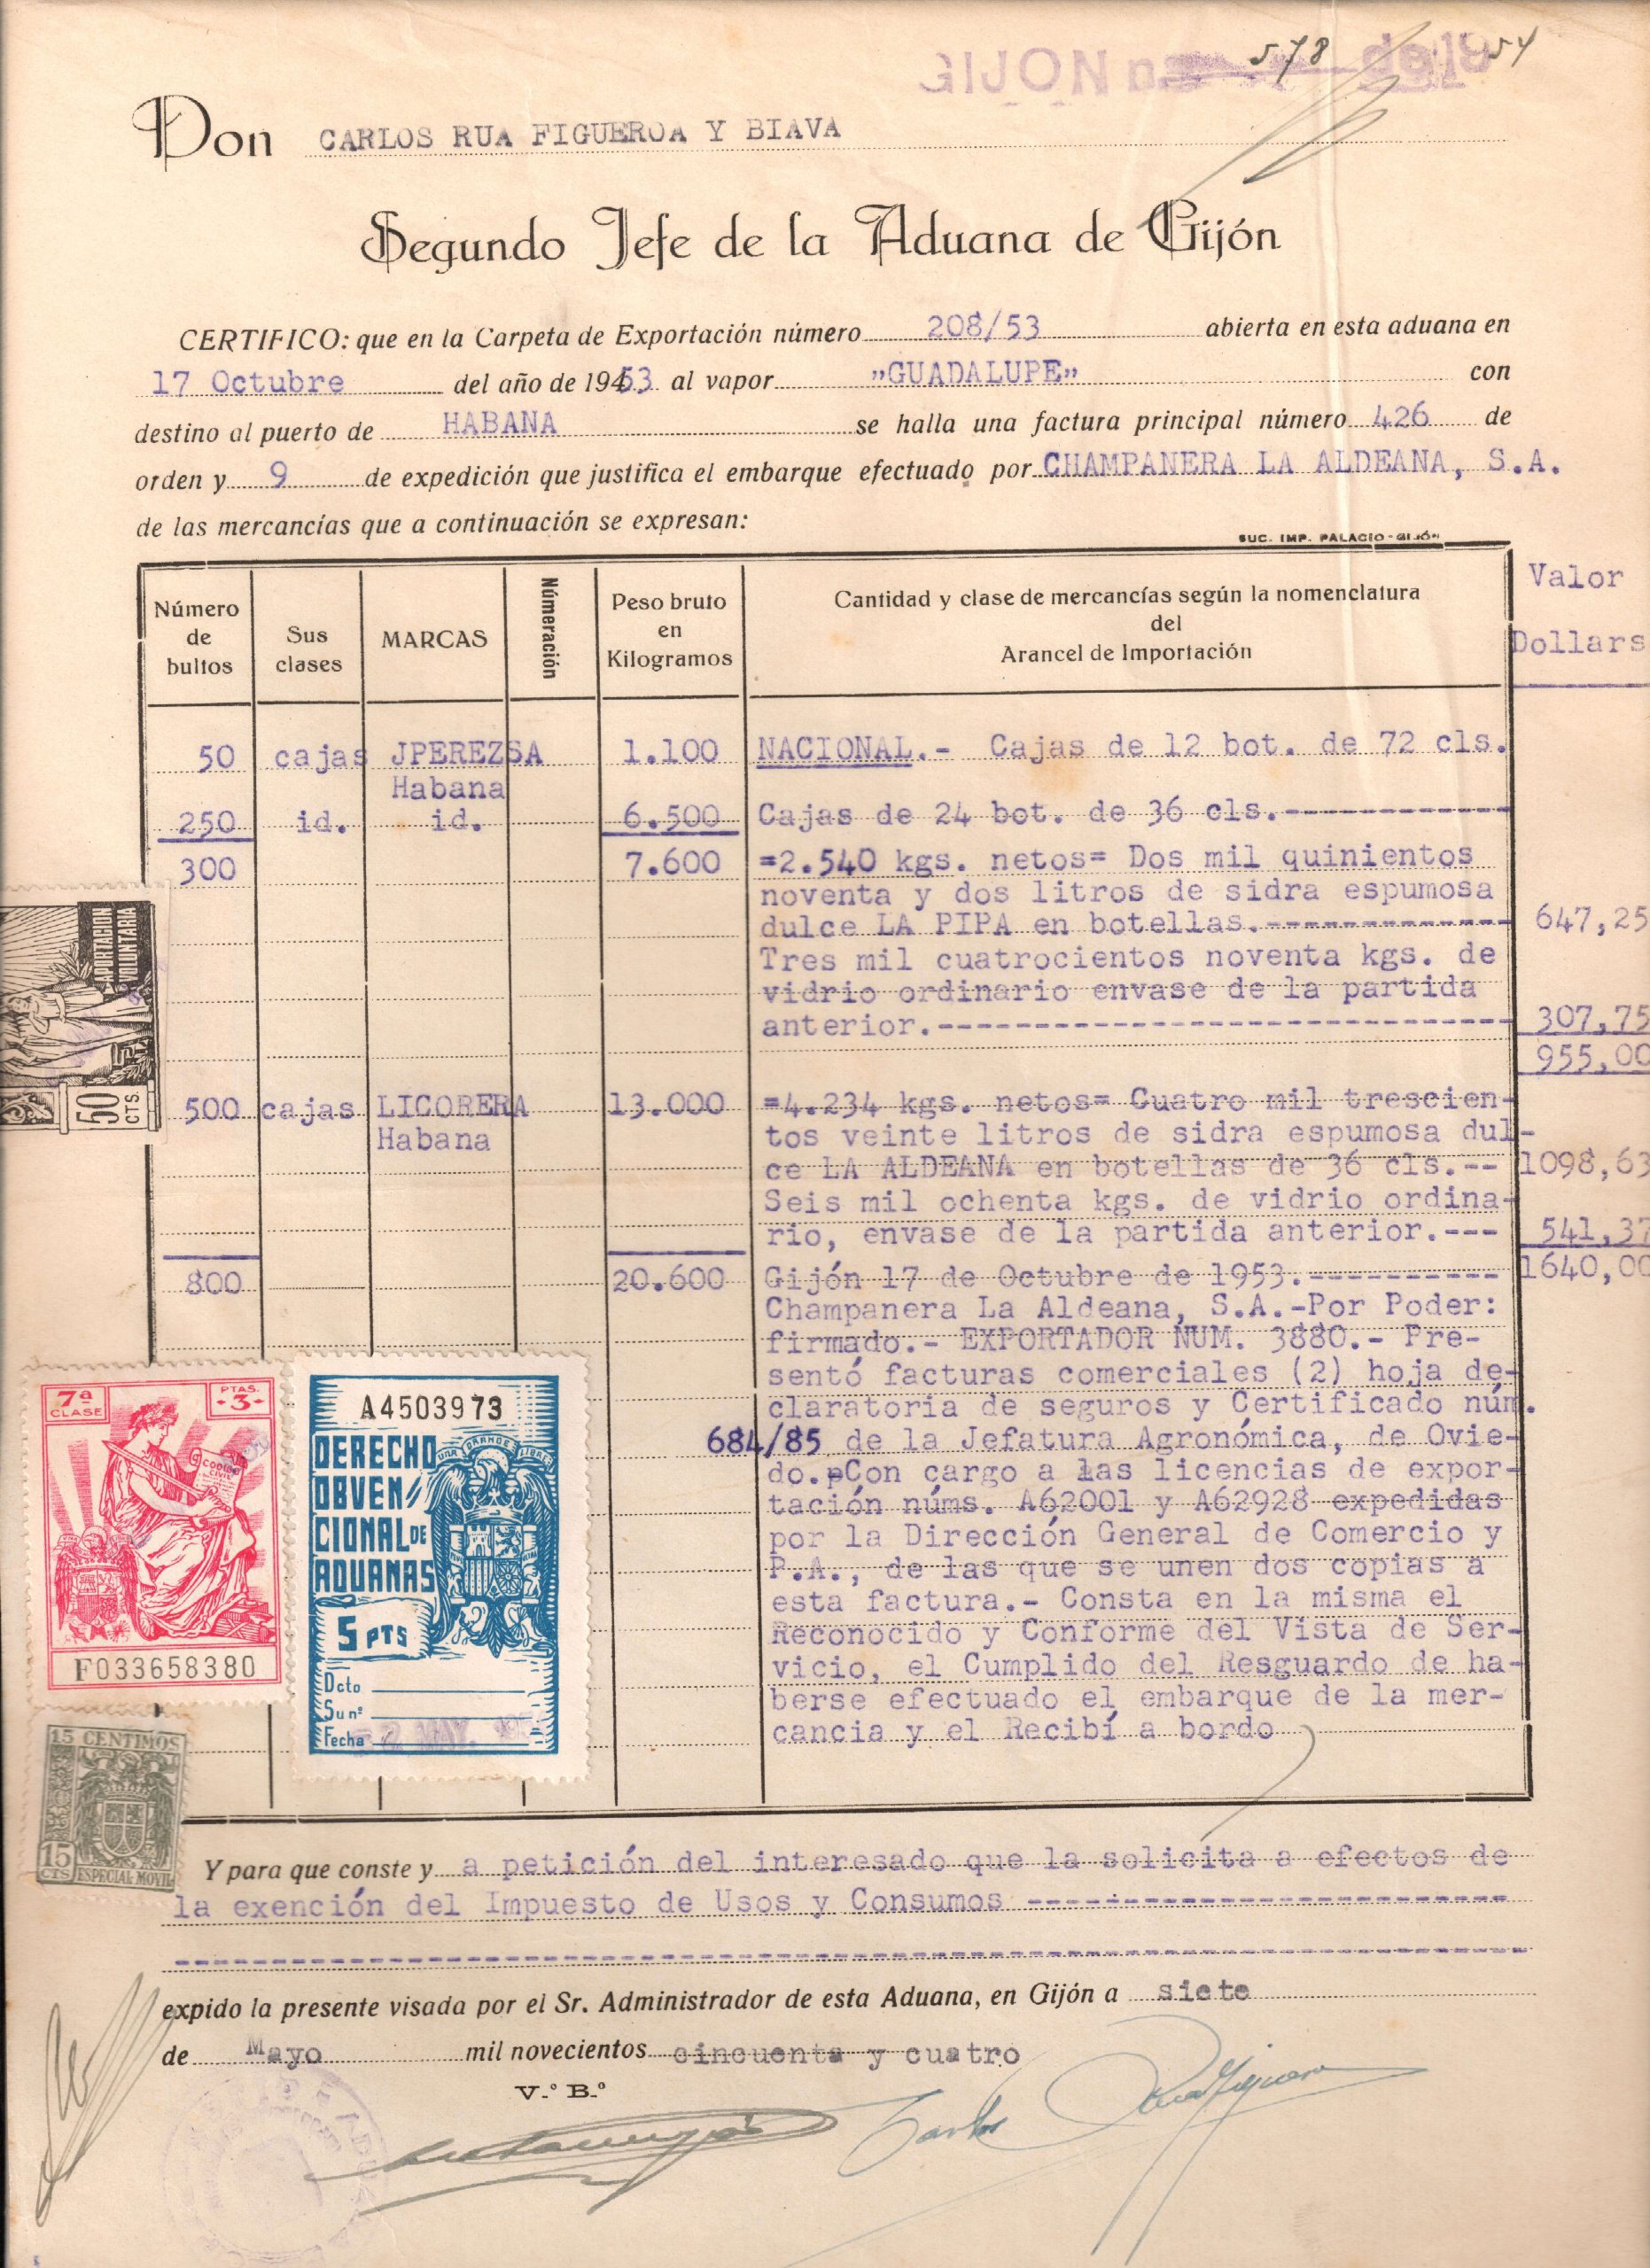 GIJON n 578 de 1954
Don CARLOS RUA FIGUEROA Y BIAVA
Segundo Jefe de la Aduana de Gijón
CERTIFICO: que en la Carpeta de Exportación número 208/53 abierta en esta aduana en
17 Octubre del año de 1953 al vapor "GUADALUPE" con
destino al puerto de HABANA se halla una factura principal número 426 de
orden y 9 de expedición que justifica el embarque efectuado por CHAMPANERA LA ALDEANA, S.A.
de las mercancías que a continuación se expresan:
SUC. IMP. PALACIO - GIJÓN
Número de bultos Sus clases MARCAS Númeración Peso bruto en Kilogramos Cantidad y clase de mercancías según la nomenclatura del Arancel de Importación Valor Dollars
50 cajas JPEREZSA 1.100 NACIONAL.- Cajas de 12 bot. de 72 cls.
Habana
250 id. id. 6.500 Cajas de 24 bot. de 36 cls.-------------
300 7.600 =2.540 kgs. netos= Dos mil quinientos
noventa y dos litros de sidra espumosa
dulce LA PIPA en botellas.-------------- 647,25
Tres mil cuatrocientos noventa kgs. de
vidrio ordinario envase de la partida
anterior.-------------------------------- 307,75
955,00
500 cajas LICORERA 13.000 =4.234 kgs. netos= Cuatro mil trescien-
Habana tos veinte litros de sidra espumosa dul-
ce LA ALDEANA en botellas de 36 cls.-- 1098,63
Seis mil ochenta kgs. de vidrio ordina-
rio, envase de la partida anterior.--- 541,37
800 20.600 Gijón 17 de Octubre de 1953.---------- 1640,00
Champanera La Aldeana, S.A.-Por Poder:
firmado.- EXPORTADOR NUM. 3880.- Pre-
sentó facturas comerciales (2) hoja de-
claratoria de seguros y Certificado núm.
684/85 de la Jefatura Agronómica, de Ovie-
do. Con cargo a las licencias de expor-
tación núms. A62001 y A62928 expedidas
por la Dirección General de Comercio y
P.A., de las que se unen dos copias a
esta factura.- Consta en la misma el
Reconocido y Conforme del Vista de Ser-
vicio, el Cumplido del Resguardo de ha-
berse efectuado el embarque de la mer-
cancia y el Recibí a bordo
APORTACION
VOLUNTARIA
50
CTS.
7ª
CLASE
PTAS.
-3-
CODIGO
CIVIL
F033658380
A4503973
DERECHO
OBVEN
CIONAL DE
ADUANAS
5 PTS
Dcto
Su nº
Fecha MAY.
15 CENTIMOS
15
CTS ESPECIAL MOVIL
Y para que conste y a petición del interesado que la solicita a efectos de
la exención del Impuesto de Usos y Consumos --------------------------
--------------------------------------------------------------------------
expido la presente visada por el Sr. Administrador de esta Aduana, en Gijón a siete
de Mayo mil novecientos cincuenta y cuatro
V.º B.º
Carlos Rua Figueroa